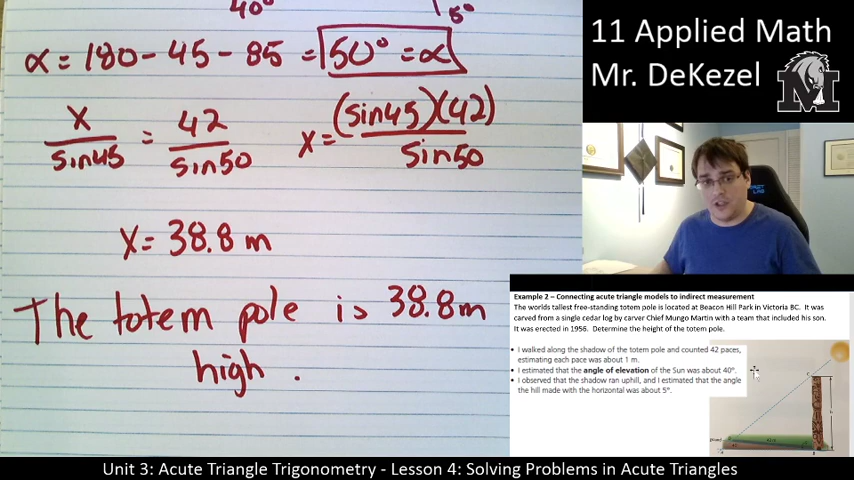 40°
5°
α = 180 - 45 - 85 = 50° = α
x / sin45 = 42 / sin50   x = (sin45)(42) / sin50
x = 38.8 m
The totem pole is 38.8m
high .
11 Applied Math
Mr. DeKezel
M
Example 2 – Connecting acute triangle models to indirect measurement
The worlds tallest free-standing totem pole is located at Beacon Hill Park in Victoria BC. It was
carved from a single cedar log by carver Chief Mungo Martin with a team that included his son.
It was erected in 1956. Determine the height of the totem pole.
• I walked along the shadow of the totem pole and counted 42 paces,
estimating each pace was about 1 m.
• I estimated that the angle of elevation of the Sun was about 40°.
• I observed that the shadow ran uphill, and I estimated that the angle
the hill made with the horizontal was about 5°.
Unit 3: Acute Triangle Trigonometry - Lesson 4: Solving Problems in Acute Triangles